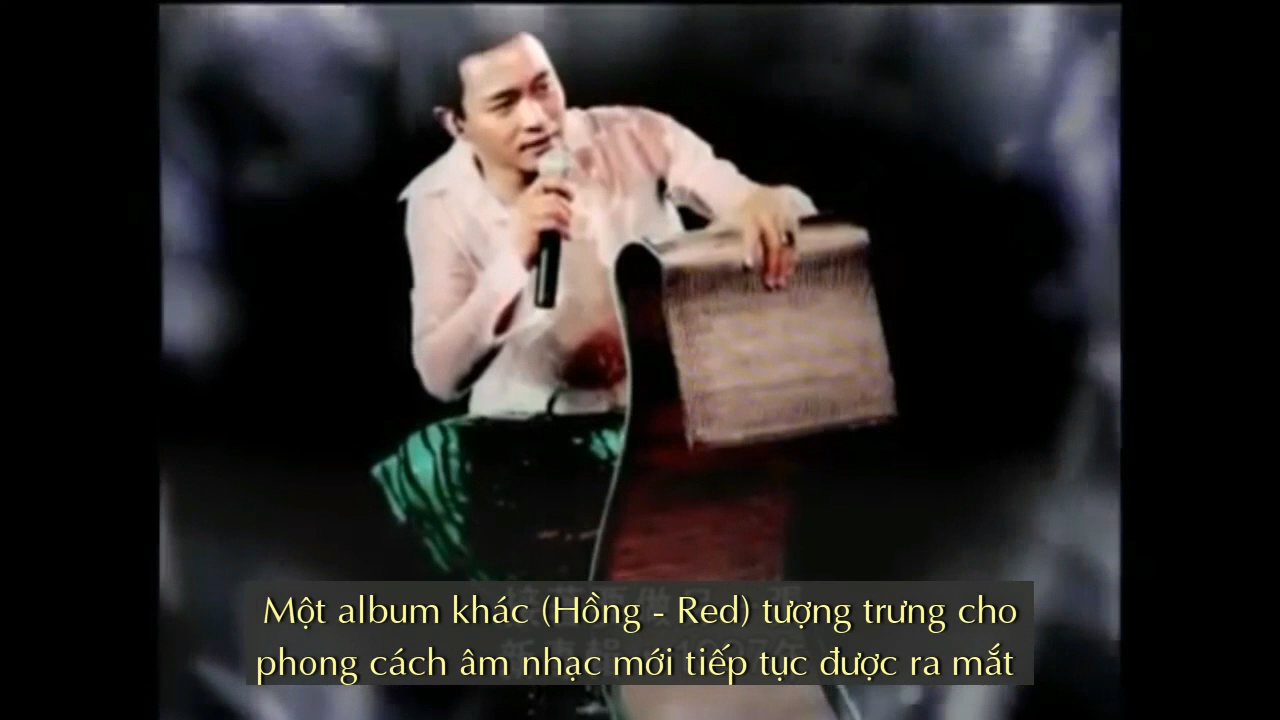 Một album khác (Hồng - Red) tượng trưng cho
phong cách âm nhạc mới tiếp tục được ra mắt